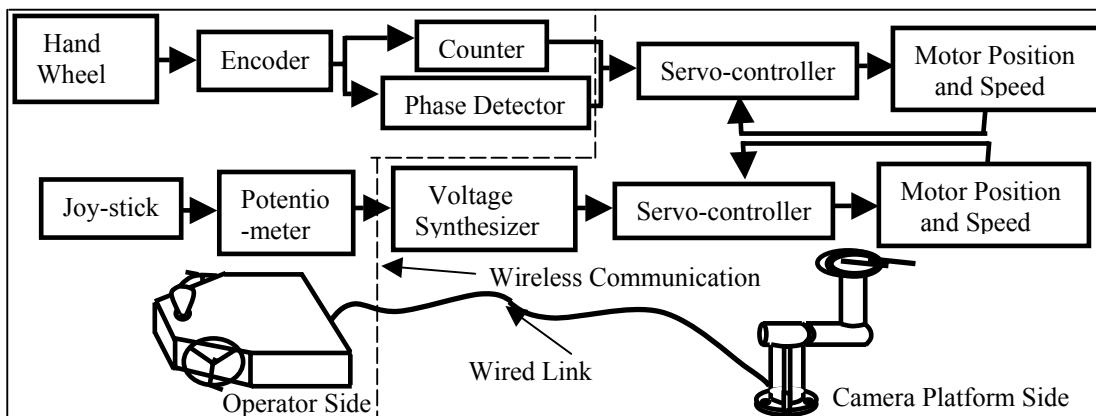 Hand
Wheel
Encoder
Counter
Phase Detector
Servo-controller
Motor Position
and Speed
Joy-stick
Potentio
-meter
Voltage
Synthesizer
Servo-controller
Motor Position
and Speed
Wireless Communication
Wired Link
Operator Side
Camera Platform Side